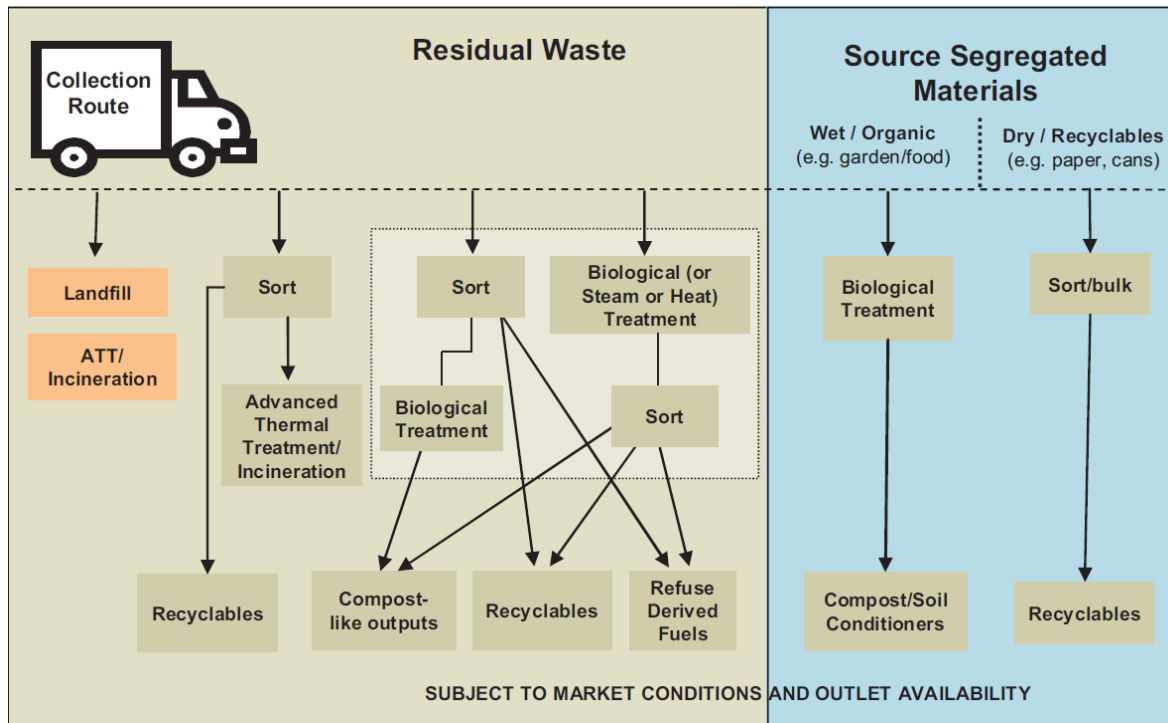 Collection
Route
Residual Waste
Source Segregated
Materials
Wet / Organic
(e.g. garden/food)
Dry / Recyclables
(e.g. paper, cans)
Landfill
ATT/
Incineration
Sort
Advanced
Thermal
Treatment/
Incineration
Sort
Biological
Treatment
Biological (or
Steam or Heat)
Treatment
Sort
Biological
Treatment
Sort/bulk
Recyclables
Compost-
like outputs
Recyclables
Refuse
Derived
Fuels
Compost/Soil
Conditioners
Recyclables
SUBJECT TO MARKET CONDITIONS AND OUTLET AVAILABILITY